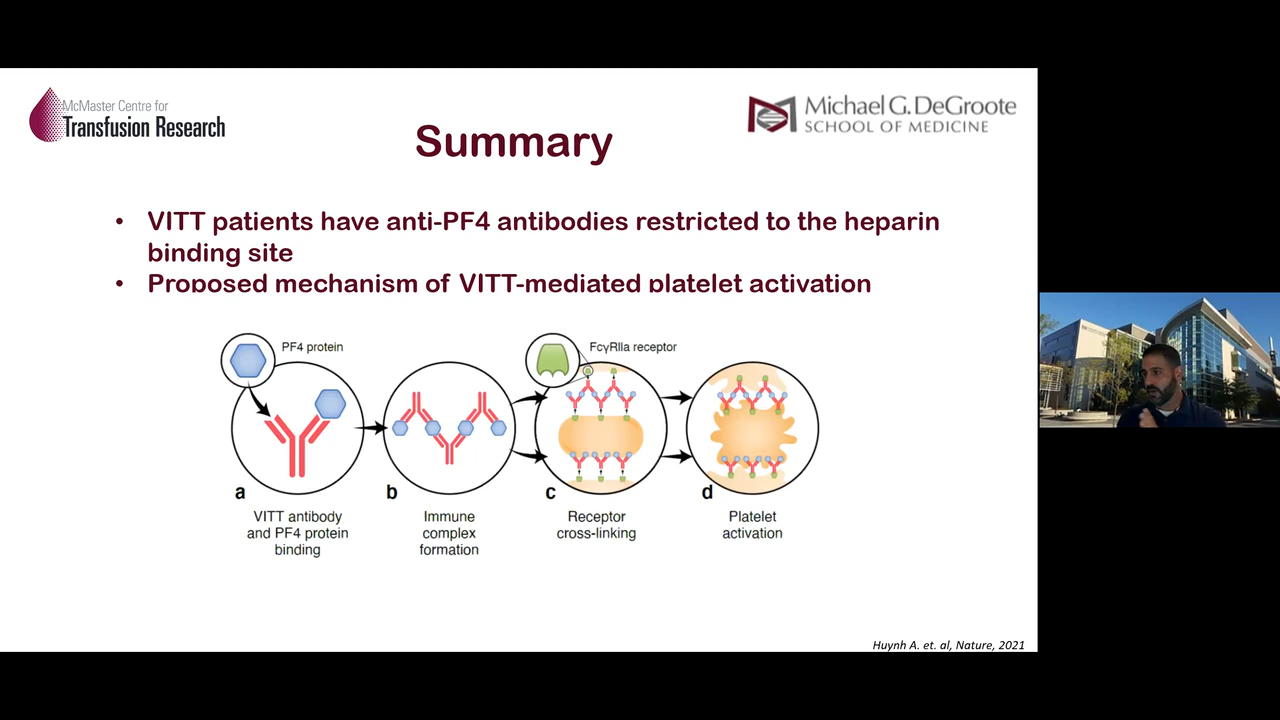 McMaster Centre for
Transfusion Research
Michael G. DeGroote
SCHOOL OF MEDICINE
Summary
• VITT patients have anti-PF4 antibodies restricted to the heparin
binding site
• Proposed mechanism of VITT-mediated platelet activation
PF4 protein
FcγRIIa receptor
a
b
c
d
VITT antibody
and PF4 protein
binding
Immune
complex
formation
Receptor
cross-linking
Platelet
activation
Huynh A. et. al, Nature, 2021